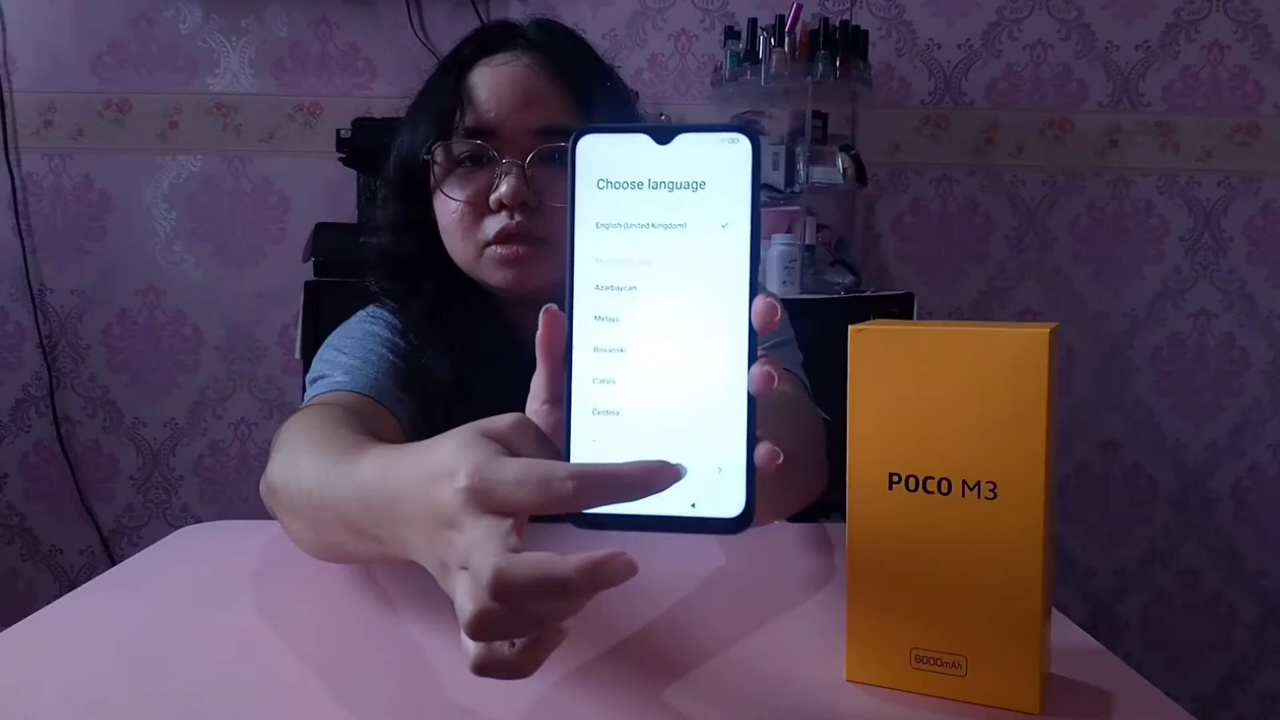 Choose language
English (United Kingdom)
Azərbaycan
Melayu
Bosanski
Català
Čeština
POCO M3
6000mAh